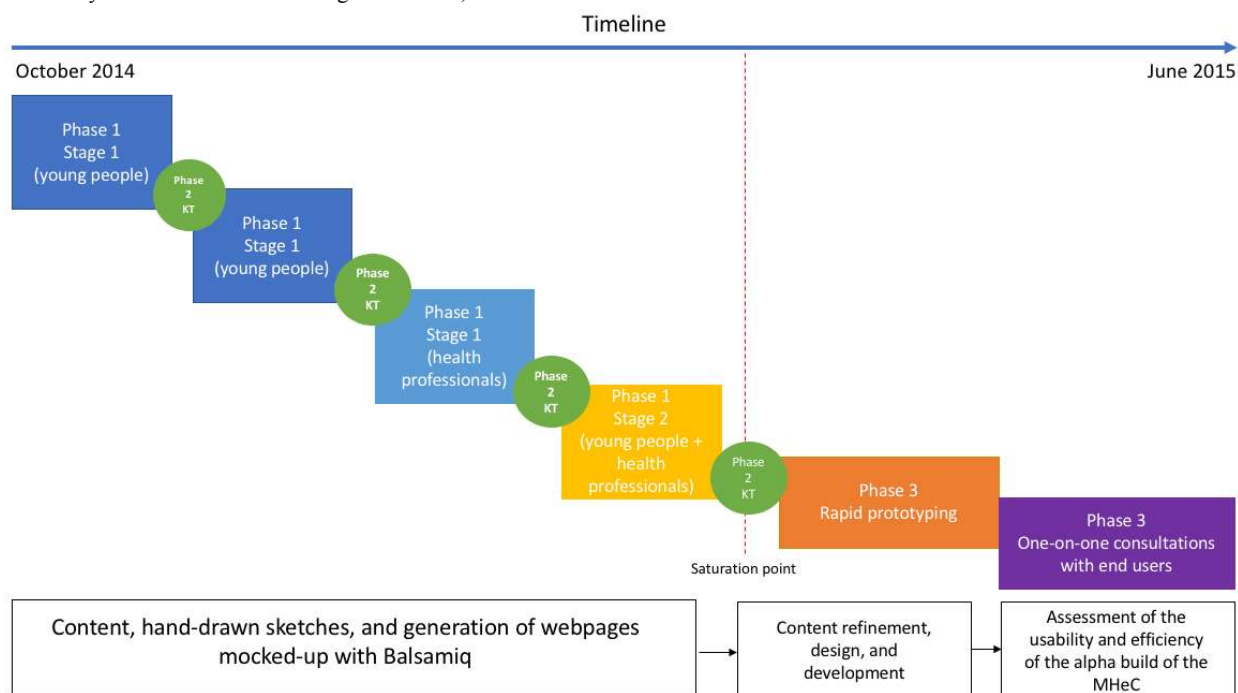 Timeline
October 2014
June 2015
Phase 1
Stage 1
(young people)
Phase
2
KT
Phase 1
Stage 1
(young people)
Phase
2
KT
Phase 1
Stage 1
(health
professionals)
Phase
2
KT
Phase 1
Stage 2
(young people +
health
professionals)
Phase
2
KT
Phase 3
Rapid prototyping
Phase 3
One-on-one consultations
with end users
Saturation point
Content, hand-drawn sketches, and generation of webpages
mocked-up with Balsamiq
Content refinement,
design, and
development
Assessment of the
usability and efficiency
of the alpha build of the
MHeC